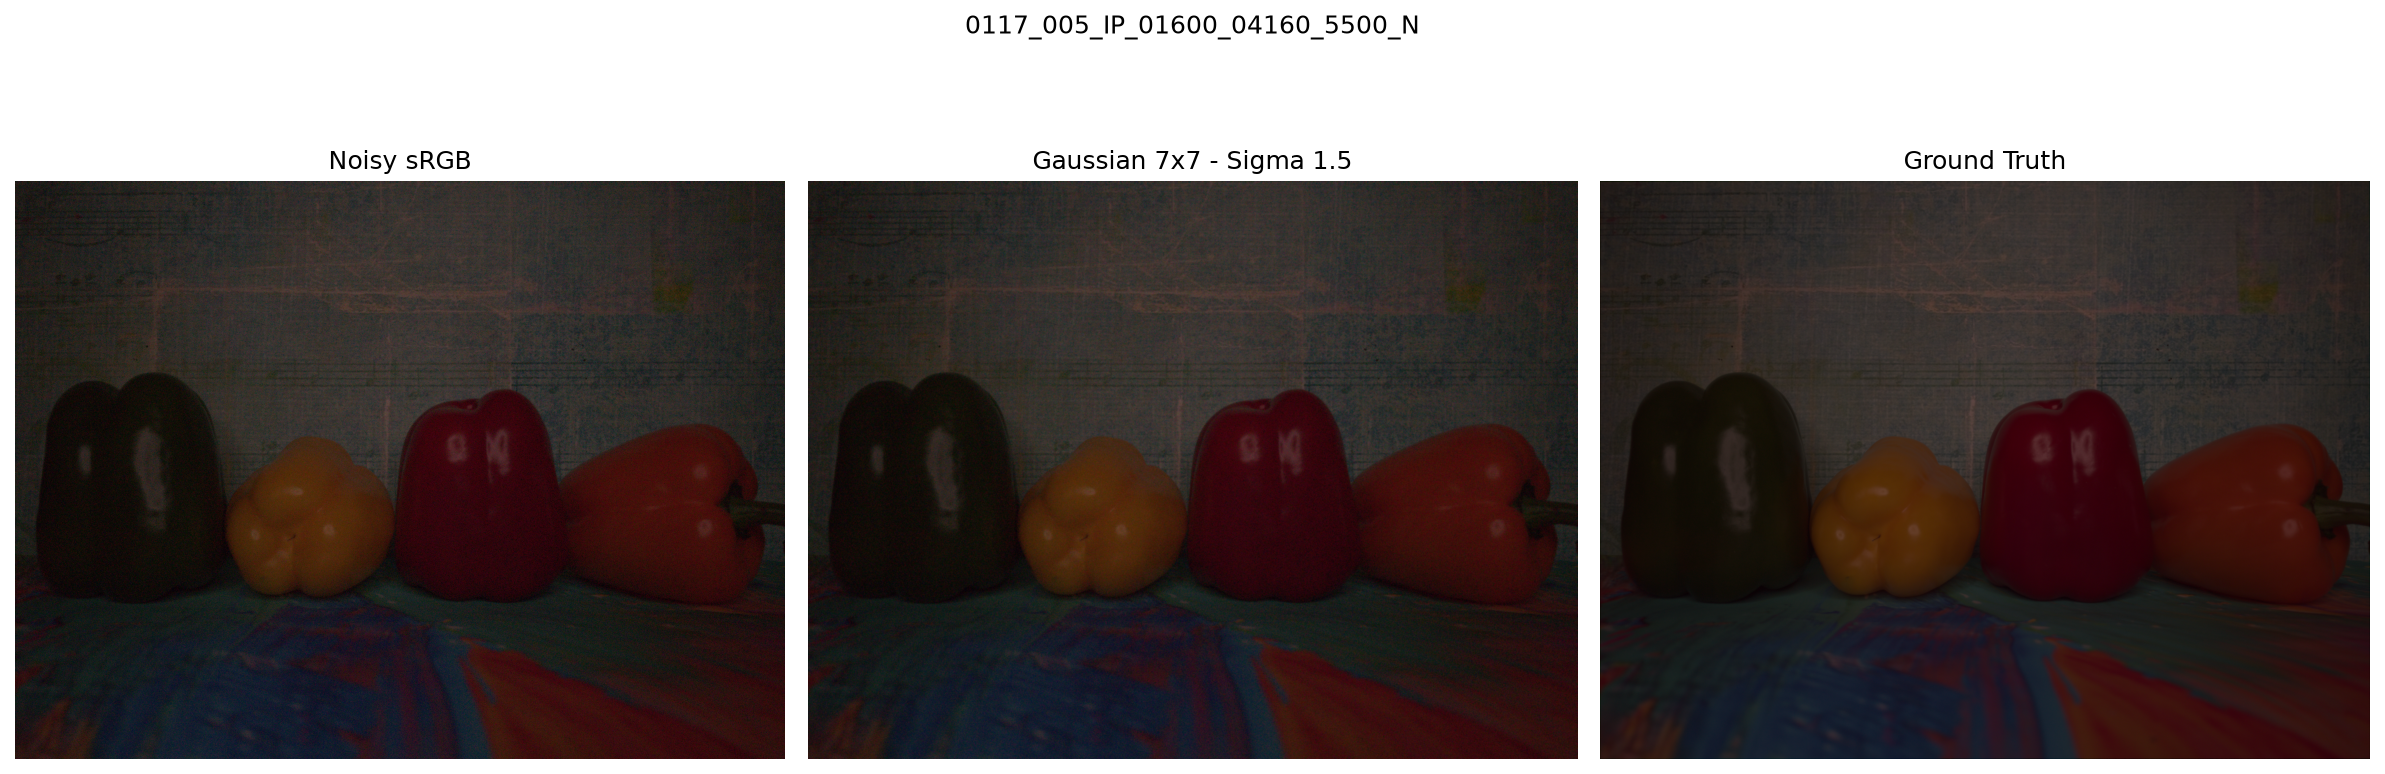 0117_005_IP_01600_04160_5500_N
Noisy sRGB
Gaussian 7x7 - Sigma 1.5
Ground Truth